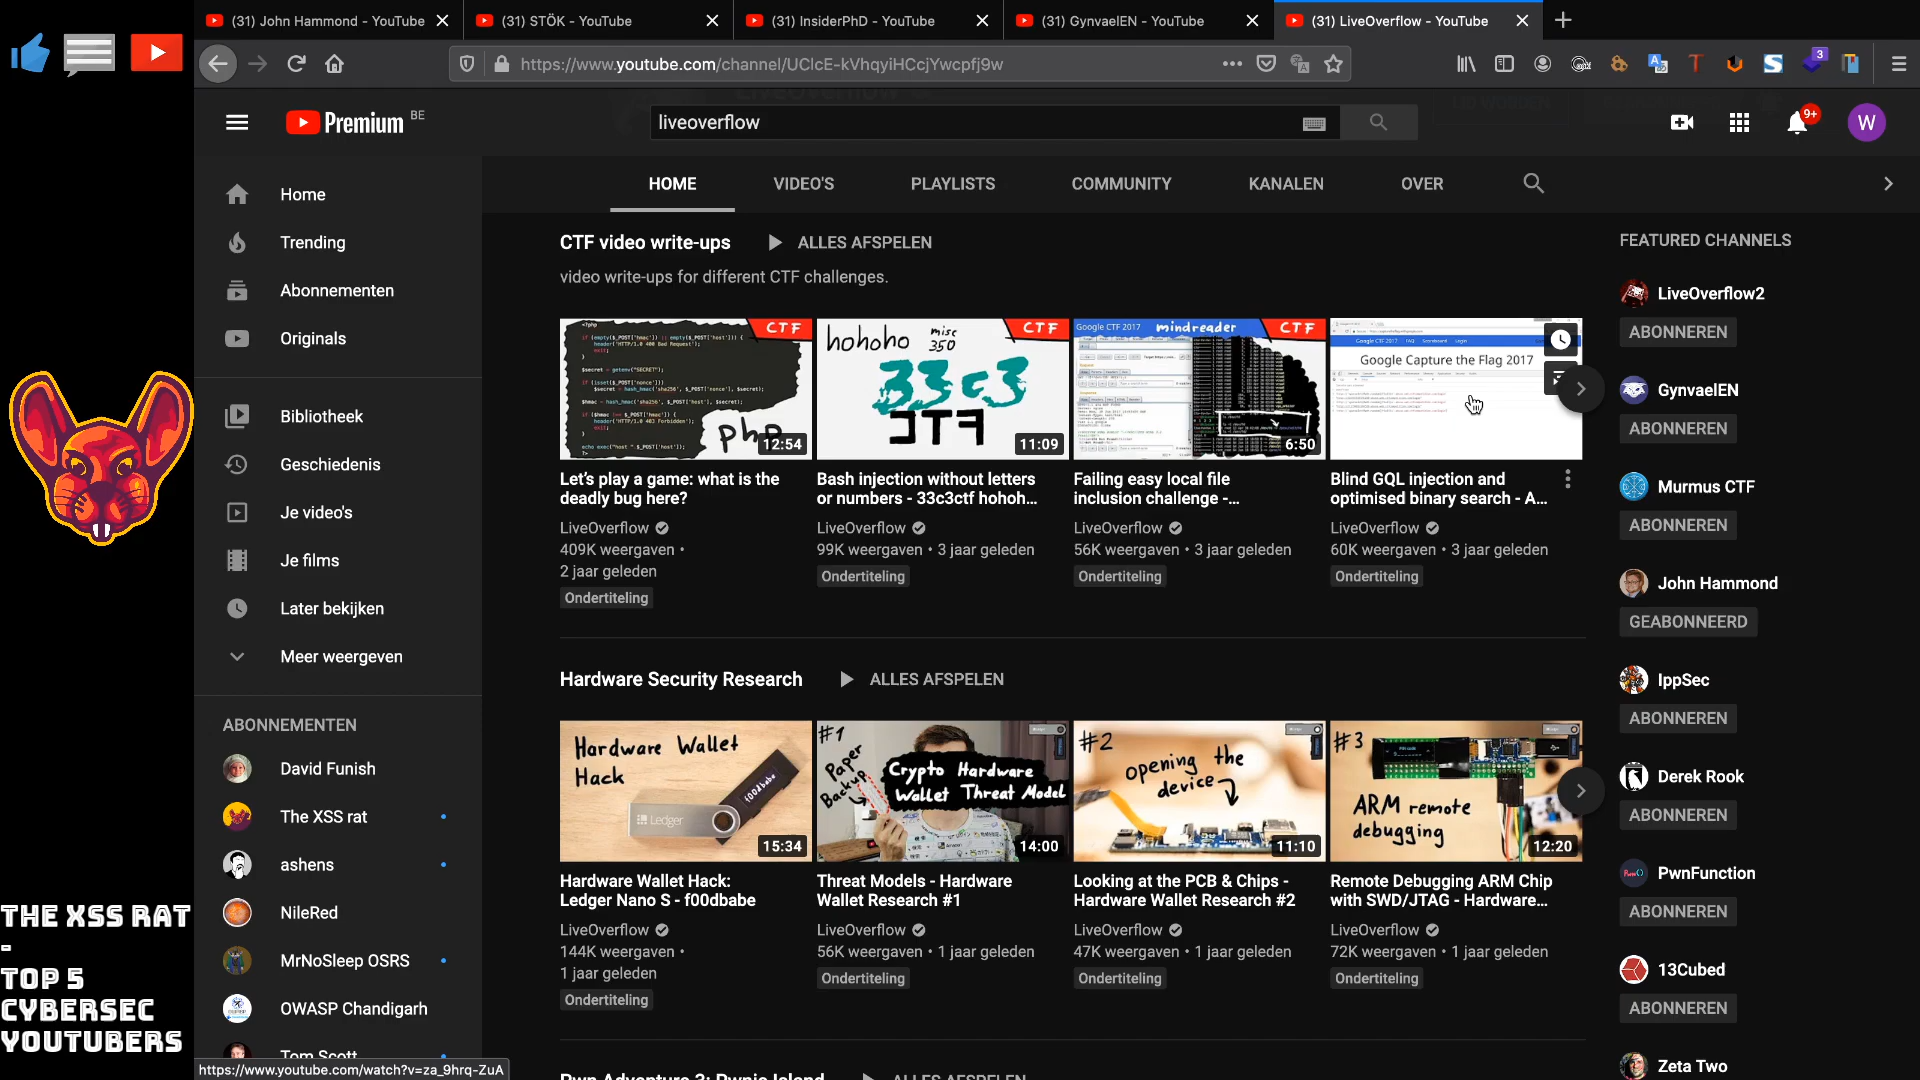 (31) John Hammond - YouTube
(31) STÖK - YouTube
(31) InsiderPhD - YouTube
(31) GynvaelEN - YouTube
(31) LiveOverflow - YouTube
https://www.youtube.com/channel/UClcE-kVhqyiHCcjYwcpfj9w
3
Premium BE
liveoverflow
9+
W
HOME
VIDEO'S
PLAYLISTS
COMMUNITY
KANALEN
OVER
Home
Trending
Abonnementen
Originals
Bibliotheek
Geschiedenis
Je video's
Je films
Later bekijken
Meer weergeven
ABONNEMENTEN
David Funish
The XSS rat
ashens
NileRed
MrNoSleep OSRS
OWASP Chandigarh
Tom Scott
https://www.youtube.com/watch?v=za_9hrq-ZuA
THE XSS RAT
-
TOP 5
CYBERSEC
YOUTUBERS
CTF video write-ups
ALLES AFSPELEN
video write-ups for different CTF challenges.
CTF
php
12:54
Let's play a game: what is the
deadly bug here?
LiveOverflow
409K weergaven •
2 jaar geleden
Ondertiteling
hohoho
misc
350
CTF
33c3
CTF
11:09
Bash injection without letters
or numbers - 33c3ctf hohoh...
LiveOverflow
99K weergaven • 3 jaar geleden
Ondertiteling
Google CTF 2017
mindreader
CTF
6:50
Failing easy local file
inclusion challenge -...
LiveOverflow
56K weergaven • 3 jaar geleden
Ondertiteling
Google Capture the Flag 2017
Blind GQL injection and
optimised binary search - A...
LiveOverflow
60K weergaven • 3 jaar geleden
Ondertiteling
Hardware Security Research
ALLES AFSPELEN
Hardware Wallet
Hack
Ledger
f00dbabe
15:34
Hardware Wallet Hack:
Ledger Nano S - f00dbabe
LiveOverflow
144K weergaven •
1 jaar geleden
Ondertiteling
#1
Paper
Backup
Crypto Hardware
Wallet Threat Model
14:00
Threat Models - Hardware
Wallet Research #1
LiveOverflow
56K weergaven • 1 jaar geleden
Ondertiteling
#2
opening the
device
11:10
Looking at the PCB & Chips -
Hardware Wallet Research #2
LiveOverflow
47K weergaven • 1 jaar geleden
Ondertiteling
#3
ARM remote
debugging
12:20
Remote Debugging ARM Chip
with SWD/JTAG - Hardware...
LiveOverflow
72K weergaven • 1 jaar geleden
Ondertiteling
Pwn Adventure 3: Pwnie Island
ALLES AFSPELEN
FEATURED CHANNELS
LiveOverflow2
ABONNEREN
GynvaelEN
ABONNEREN
Murmus CTF
ABONNEREN
John Hammond
GEABONNEERD
IppSec
ABONNEREN
Derek Rook
ABONNEREN
PwnFunction
ABONNEREN
13Cubed
ABONNEREN
Zeta Two